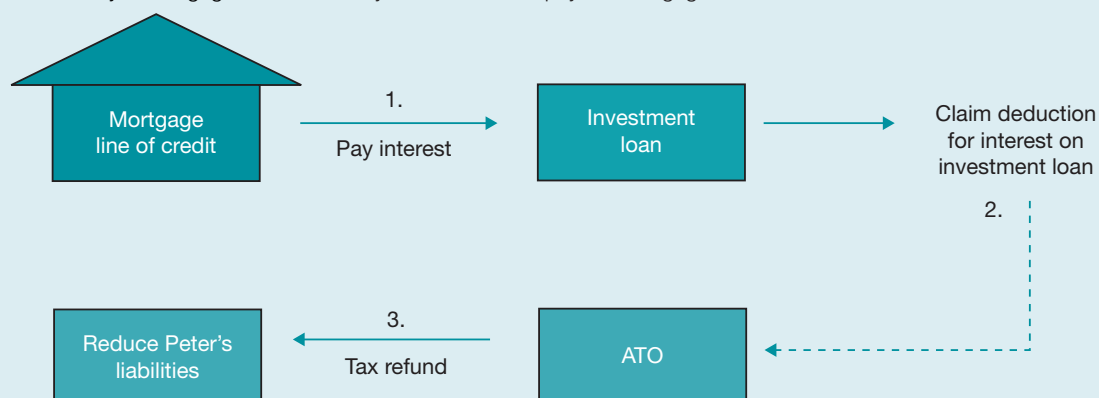 1.
Mortgage
line of credit
Pay interest
Investment
loan
Claim deduction
for interest on
investment loan
2.
3.
Reduce Peter's
liabilities
Tax refund
ATO